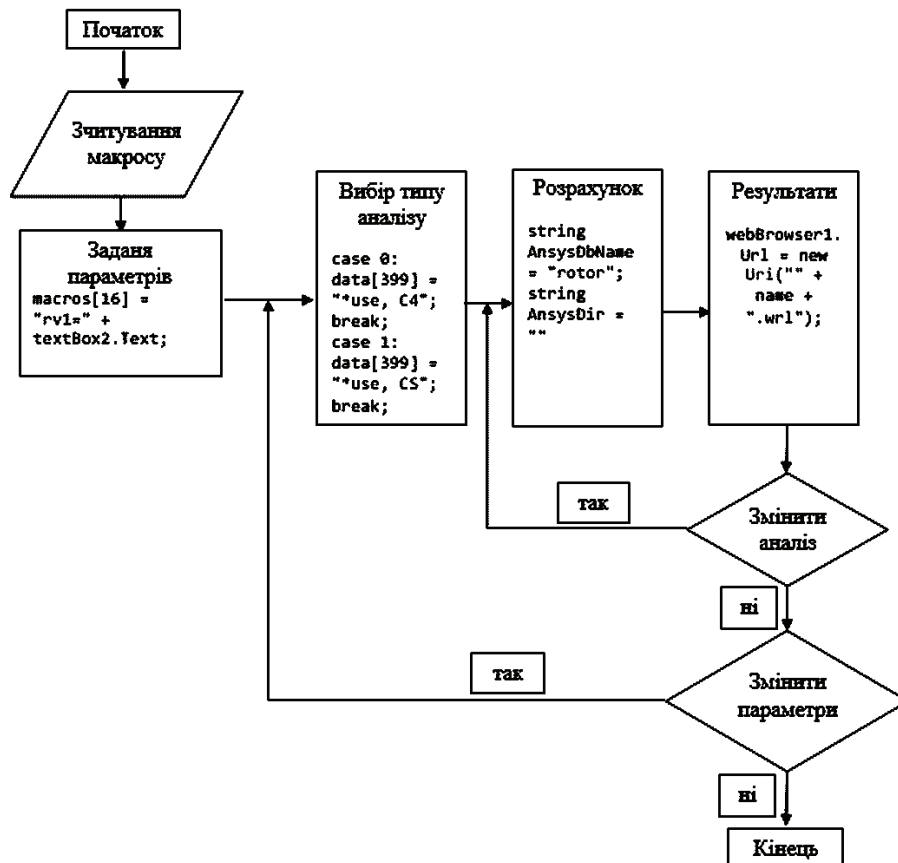 Початок
Зчитування
макросу
Заданя
параметрів
macros[16] =
"rv1=" +
textBox2.Text;
Вибір типу
аналізу
case 0:
data[399] =
"*use, C4";
break;
case 1:
data[399] =
"*use, CS";
break;
Розрахунок
string
AnsysDbName
= "rotor";
string
AnsysDir =
""
Результати
webBrowser1.
Url = new
Uri("" +
name +
".wrl");
так
Змінити
аналіз
ні
так
Змінити
параметри
ні
Кінець